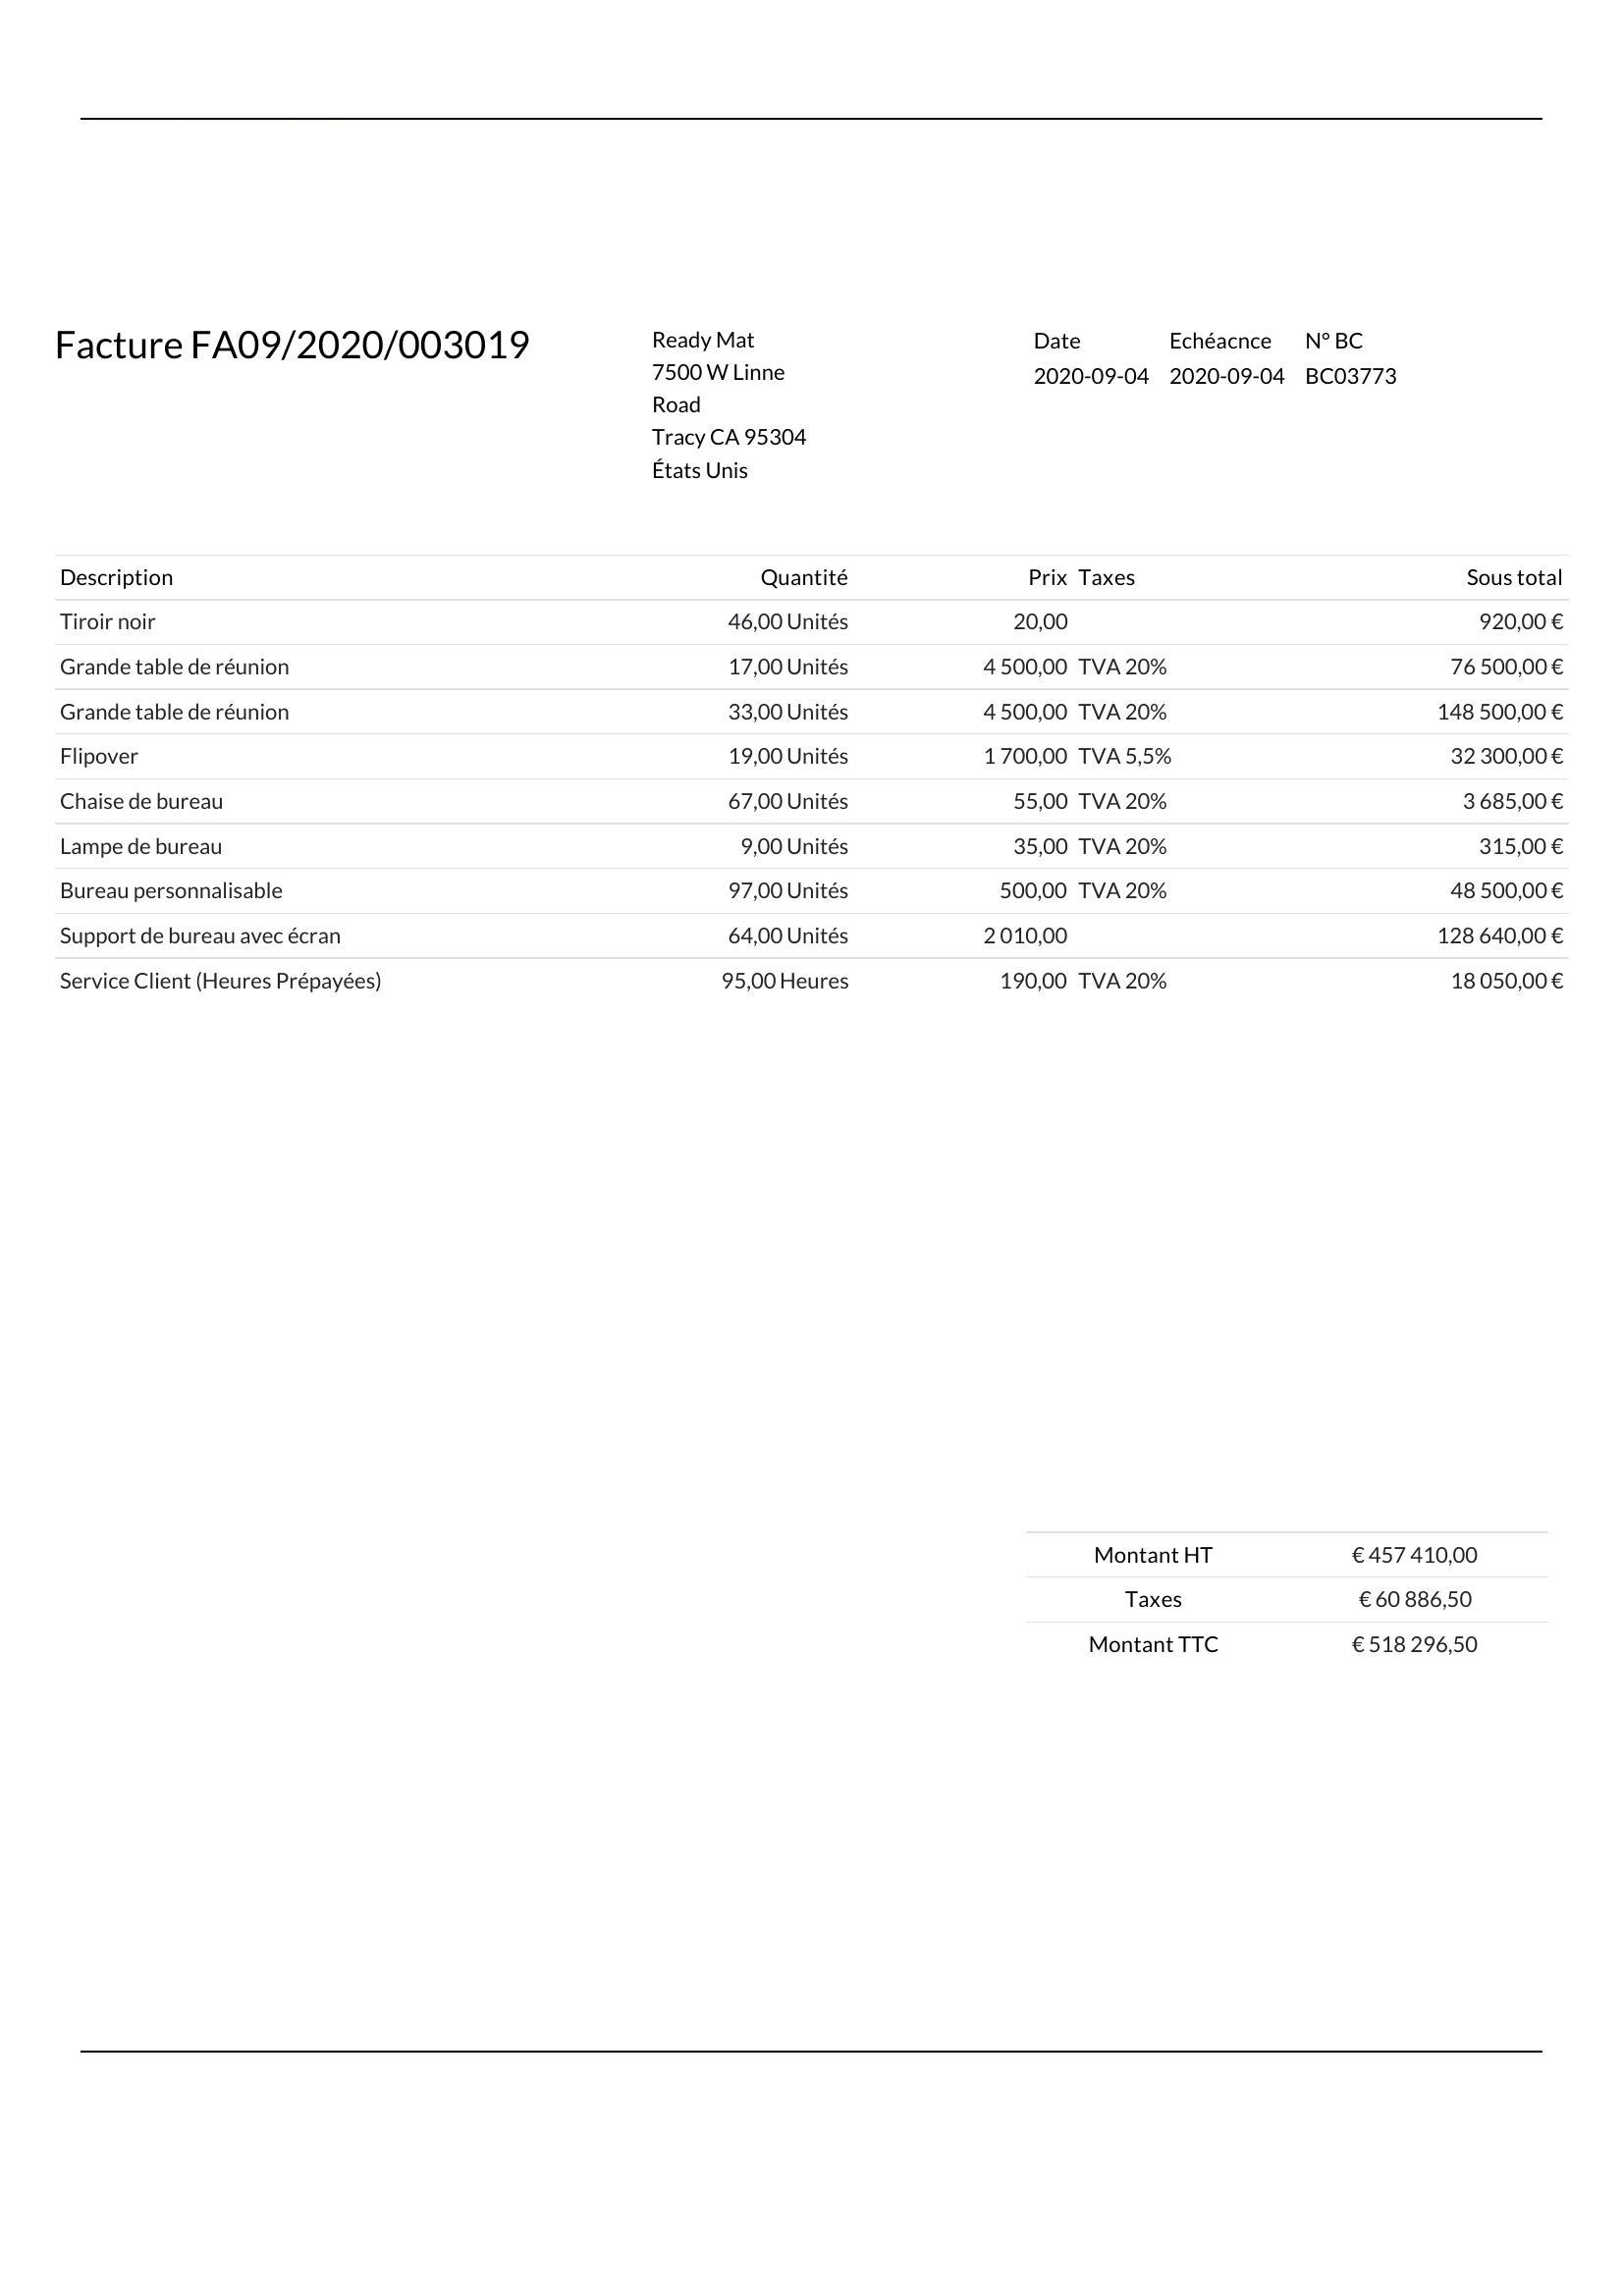 Facture FA09/2020/003019
Ready Mat
7500 W Linne
Road
Tracy CA 95304
États Unis
Date Echéacnce N° BC
2020-09-04 2020-09-04 BC03773
Description Quantité Prix Taxes Sous total
Tiroir noir 46,00 Unités 20,00 920,00 €
Grande table de réunion 17,00 Unités 4 500,00 TVA 20% 76 500,00 €
Grande table de réunion 33,00 Unités 4 500,00 TVA 20% 148 500,00 €
Flipover 19,00 Unités 1 700,00 TVA 5,5% 32 300,00 €
Chaise de bureau 67,00 Unités 55,00 TVA 20% 3 685,00 €
Lampe de bureau 9,00 Unités 35,00 TVA 20% 315,00 €
Bureau personnalisable 97,00 Unités 500,00 TVA 20% 48 500,00 €
Support de bureau avec écran 64,00 Unités 2 010,00 128 640,00 €
Service Client (Heures Prépayées) 95,00 Heures 190,00 TVA 20% 18 050,00 €
Montant HT € 457 410,00
Taxes € 60 886,50
Montant TTC € 518 296,50